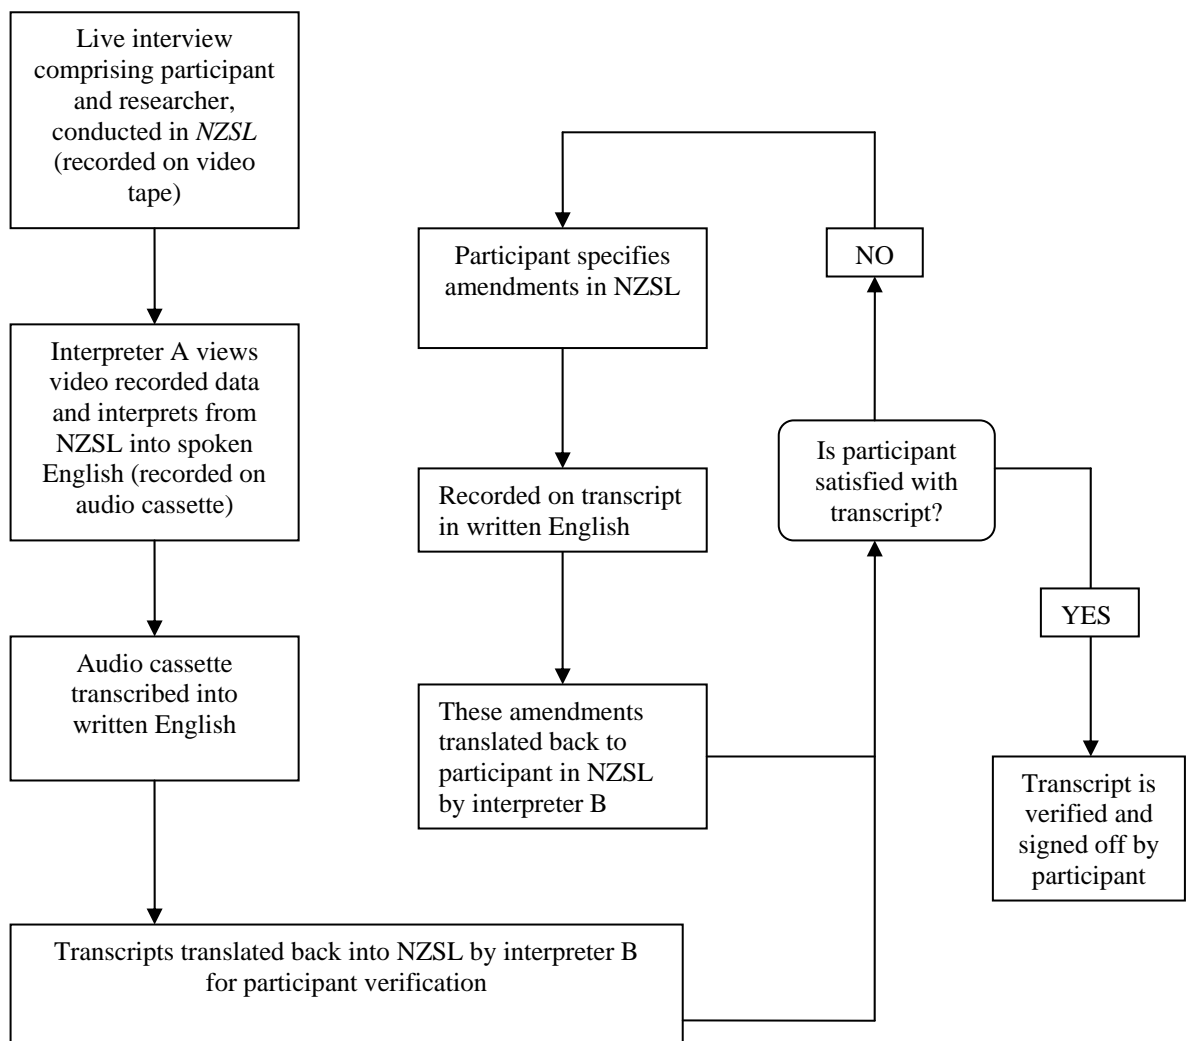 Live interview
comprising participant
and researcher,
conducted in NZSL
(recorded on video
tape)
Interpreter A views
video recorded data
and interprets from
NZSL into spoken
English (recorded on
audio cassette)
Audio cassette
transcribed into
written English
Transcripts translated back into NZSL by interpreter B
for participant verification
Participant specifies
amendments in NZSL
Recorded on transcript
in written English
These amendments
translated back to
participant in NZSL
by interpreter B
NO
Is participant
satisfied with
transcript?
YES
Transcript is
verified and
signed off by
participant